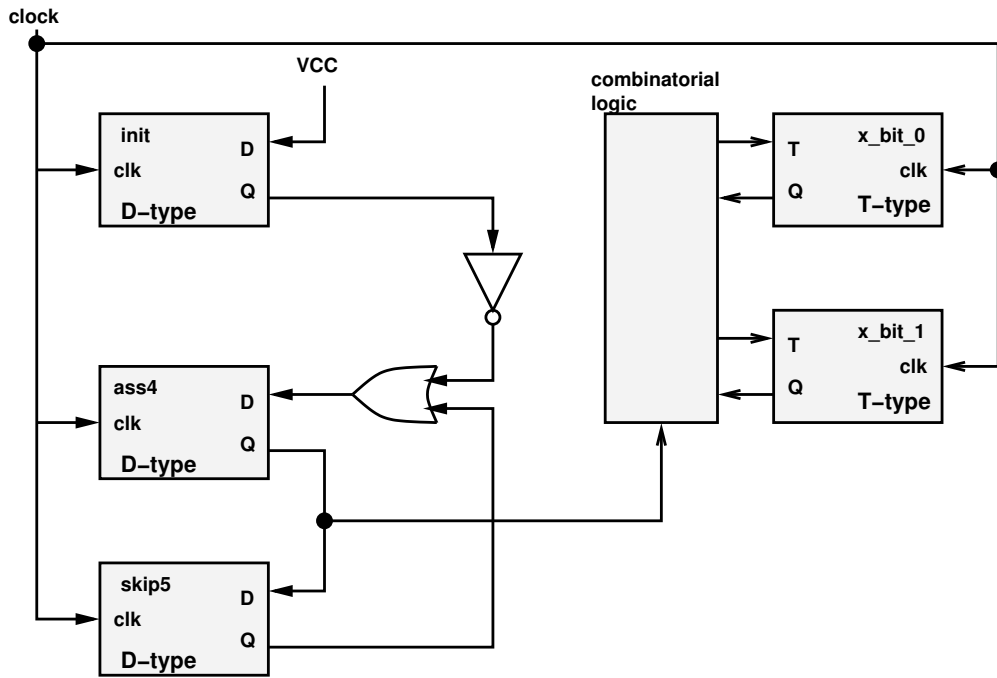 clock
VCC
init
D
clk
Q
D–type
combinatorial
logic
x_bit_0
T
clk
Q
T–type
x_bit_1
T
clk
Q
T–type
ass4
D
clk
Q
D–type
skip5
D
clk
Q
D–type